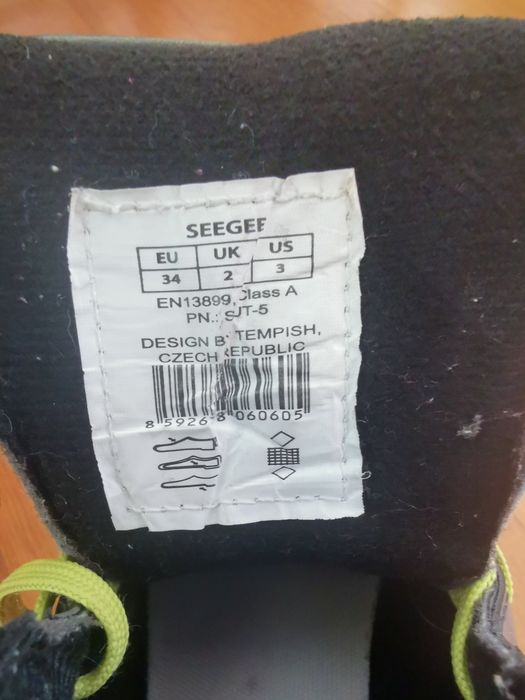 SEEGEE
EU UK US
34 2 3
EN13899, Class A
PN.: SJT-5
DESIGN BY TEMPISH,
CZECH REPUBLIC
8 5926 8 060605